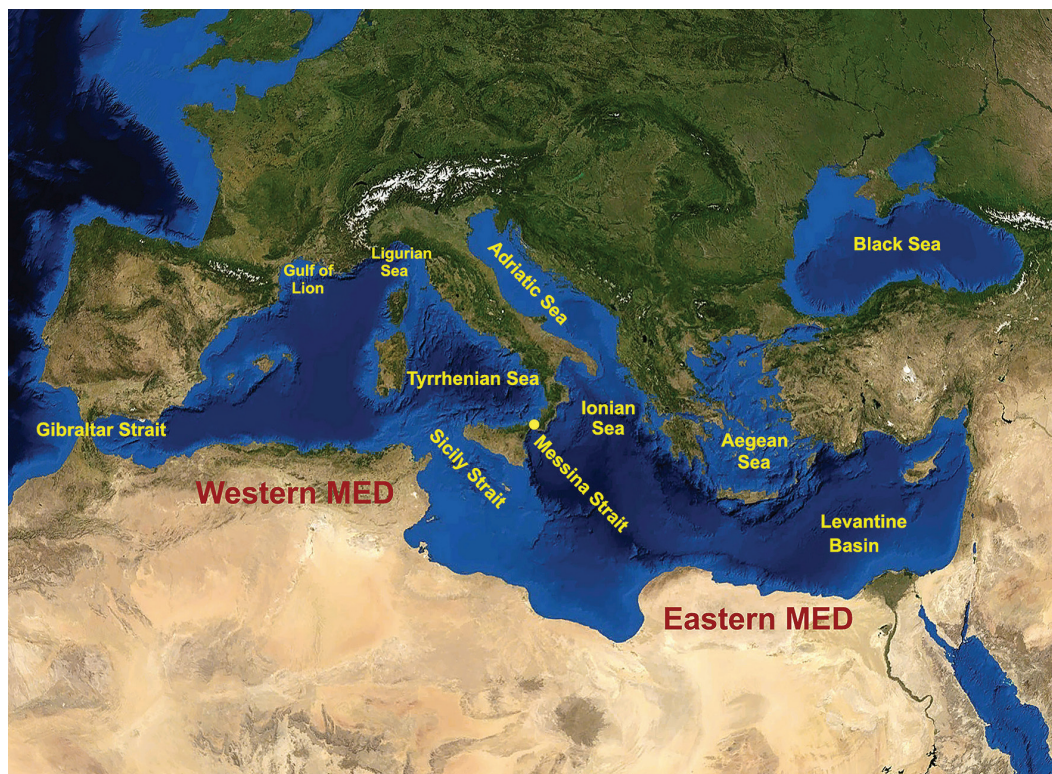 Black Sea
Ligurian
Sea
Gulf of
Lion
Adriatic Sea
Tyrrhenian Sea
Ionian
Sea
Gibraltar Strait
Aegean
Sea
Sicily Strait
Messina Strait
Western MED
Levantine
Basin
Eastern MED